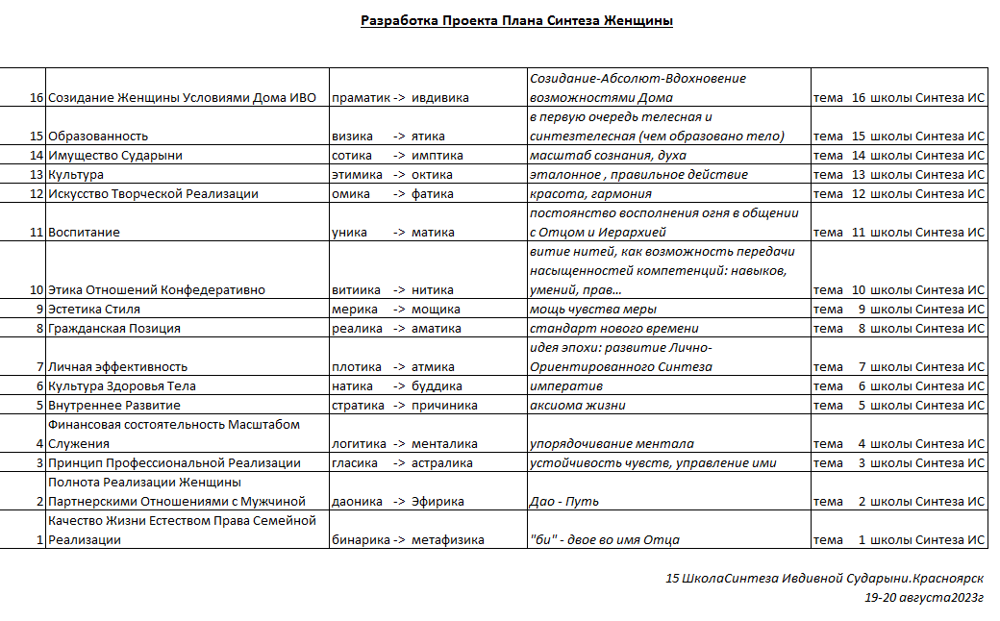 Разработка Проекта Плана Синтеза Женщины
Созидание-Абсолют-Вдохновение
16 Созидание Женщины Условиями Дома ИВО праматик -> ивдивика возможностями Дома тема 16 школы Синтеза ИС
в первую очередь телесная и
15 Образованность визика -> ятика синтезтелесная (чем образовано тело) тема 15 школы Синтеза ИС
14 Имущество Сударыни сотика -> имптика масштаб сознания, духа тема 14 школы Синтеза ИС
13 Культура этимика -> октика эталонное , правильное действие тема 13 школы Синтеза ИС
12 Искусство Творческой Реализации омика -> фатика красота, гармония тема 12 школы Синтеза ИС
постоянство восполнения огня в общении
11 Воспитание уника -> матика с Отцом и Иерархией тема 11 школы Синтеза ИС
витие нитей, как возможность передачи
насыщенностей компетенций: навыков,
10 Этика Отношений Конфедеративно витиика -> нитика умений, прав... тема 10 школы Синтеза ИС
9 Эстетика Стиля мерика -> мощика мощь чувства меры тема 9 школы Синтеза ИС
8 Гражданская Позиция реалика -> аматика стандарт нового времени тема 8 школы Синтеза ИС
идея эпохи: развитие Лично-
7 Личная эффективность плотика -> атмика Ориентированного Синтеза тема 7 школы Синтеза ИС
6 Культура Здоровья Тела натика -> буддика императив тема 6 школы Синтеза ИС
5 Внутреннее Развитие стратика -> причиника аксиома жизни тема 5 школы Синтеза ИС
Финансовая состоятельность Масштабом
4 Служения логитика -> менталика упорядочивание ментала тема 4 школы Синтеза ИС
3 Принцип Профессиональной Реализации гласика -> астралика устойчивость чувств, управление ими тема 3 школы Синтеза ИС
Полнота Реализации Женщины
2 Партнерскими Отношениями с Мужчиной даоника -> Эфирика Дао - Путь тема 2 школы Синтеза ИС
Качество Жизни Естеством Права Семейной
1 Реализации бинарика -> метафизика "би" - двое во имя Отца тема 1 школы Синтеза ИС
15 ШколаСинтеза Ивдивной Сударыни.Красноярск
19-20 августа2023г